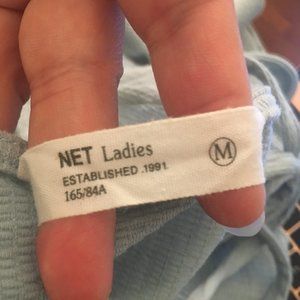 NET Ladies
M
ESTABLISHED .1991.
165/84A